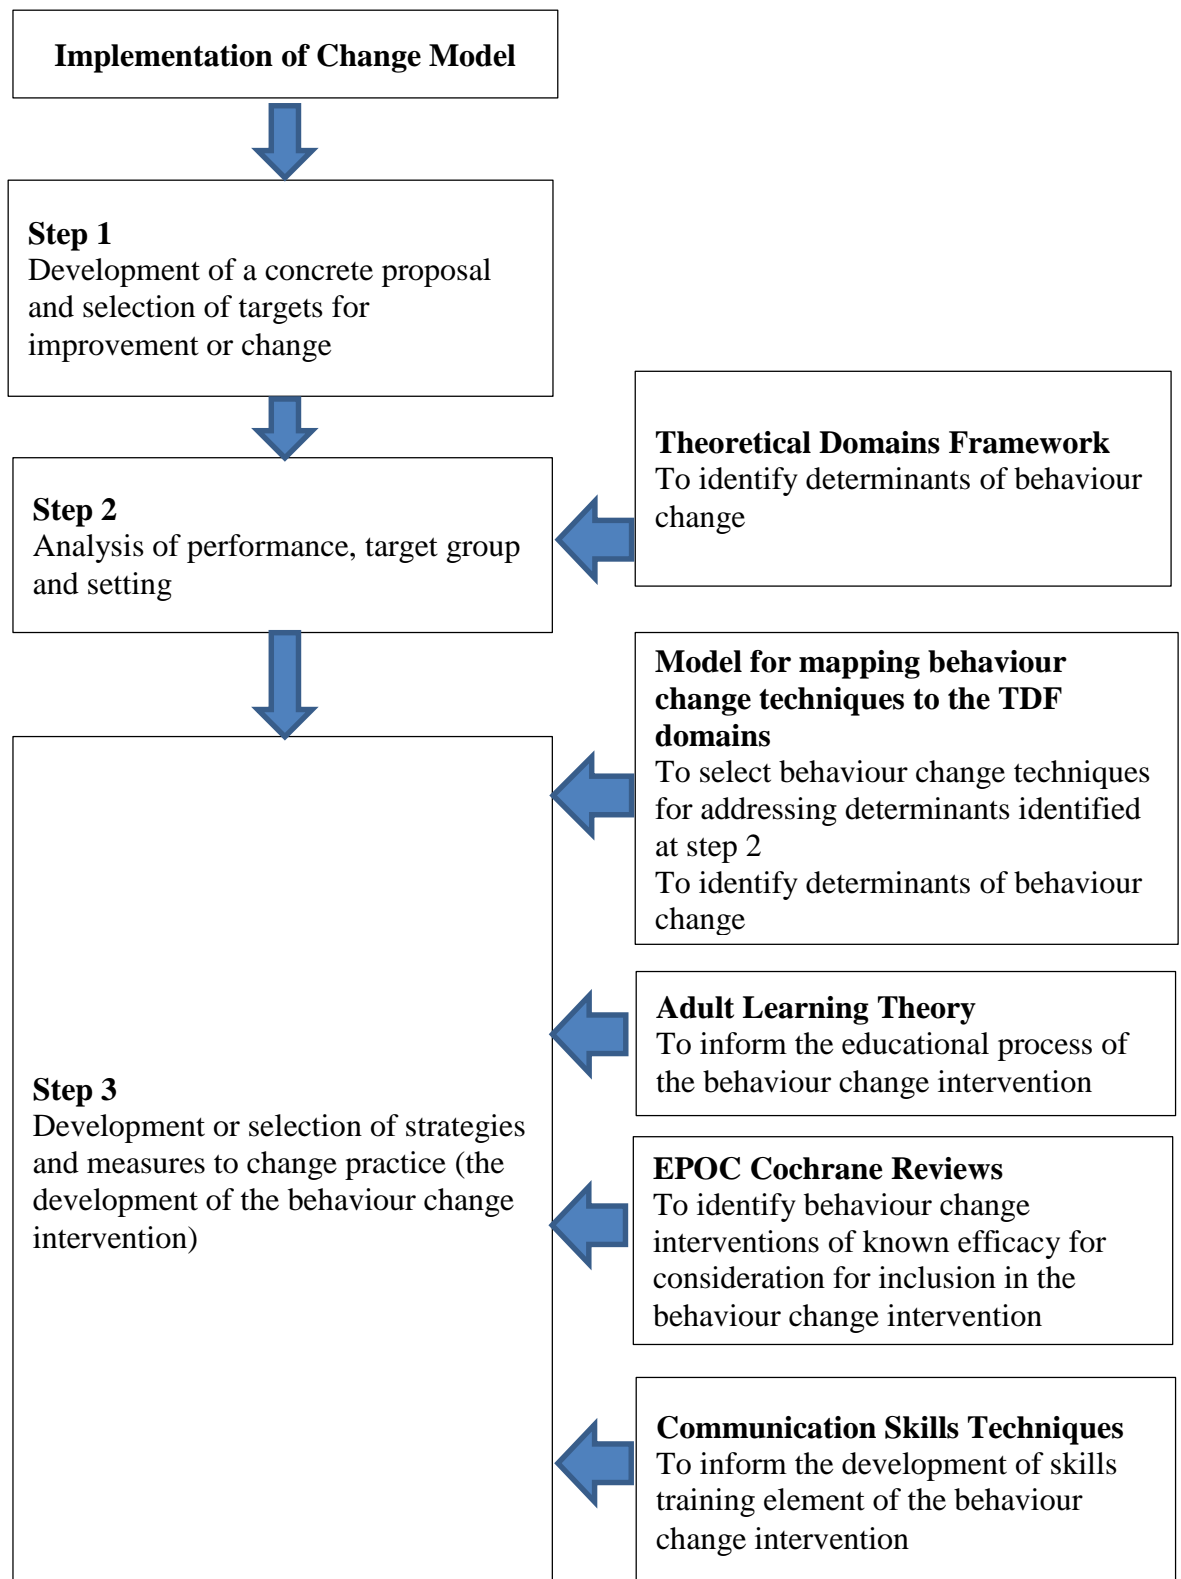 Implementation of Change Model
Step 1
Development of a concrete proposal
and selection of targets for
improvement or change
Theoretical Domains Framework
To identify determinants of behaviour
change
Step 2
Analysis of performance, target group
and setting
Model for mapping behaviour
change techniques to the TDF
domains
To select behaviour change techniques
for addressing determinants identified
at step 2
To identify determinants of behaviour
change
Adult Learning Theory
To inform the educational process of
the behaviour change intervention
Step 3
Development or selection of strategies
and measures to change practice (the
development of the behaviour change
intervention)
EPOC Cochrane Reviews
To identify behaviour change
interventions of known efficacy for
consideration for inclusion in the
behaviour change intervention
Communication Skills Techniques
To inform the development of skills
training element of the behaviour
change intervention